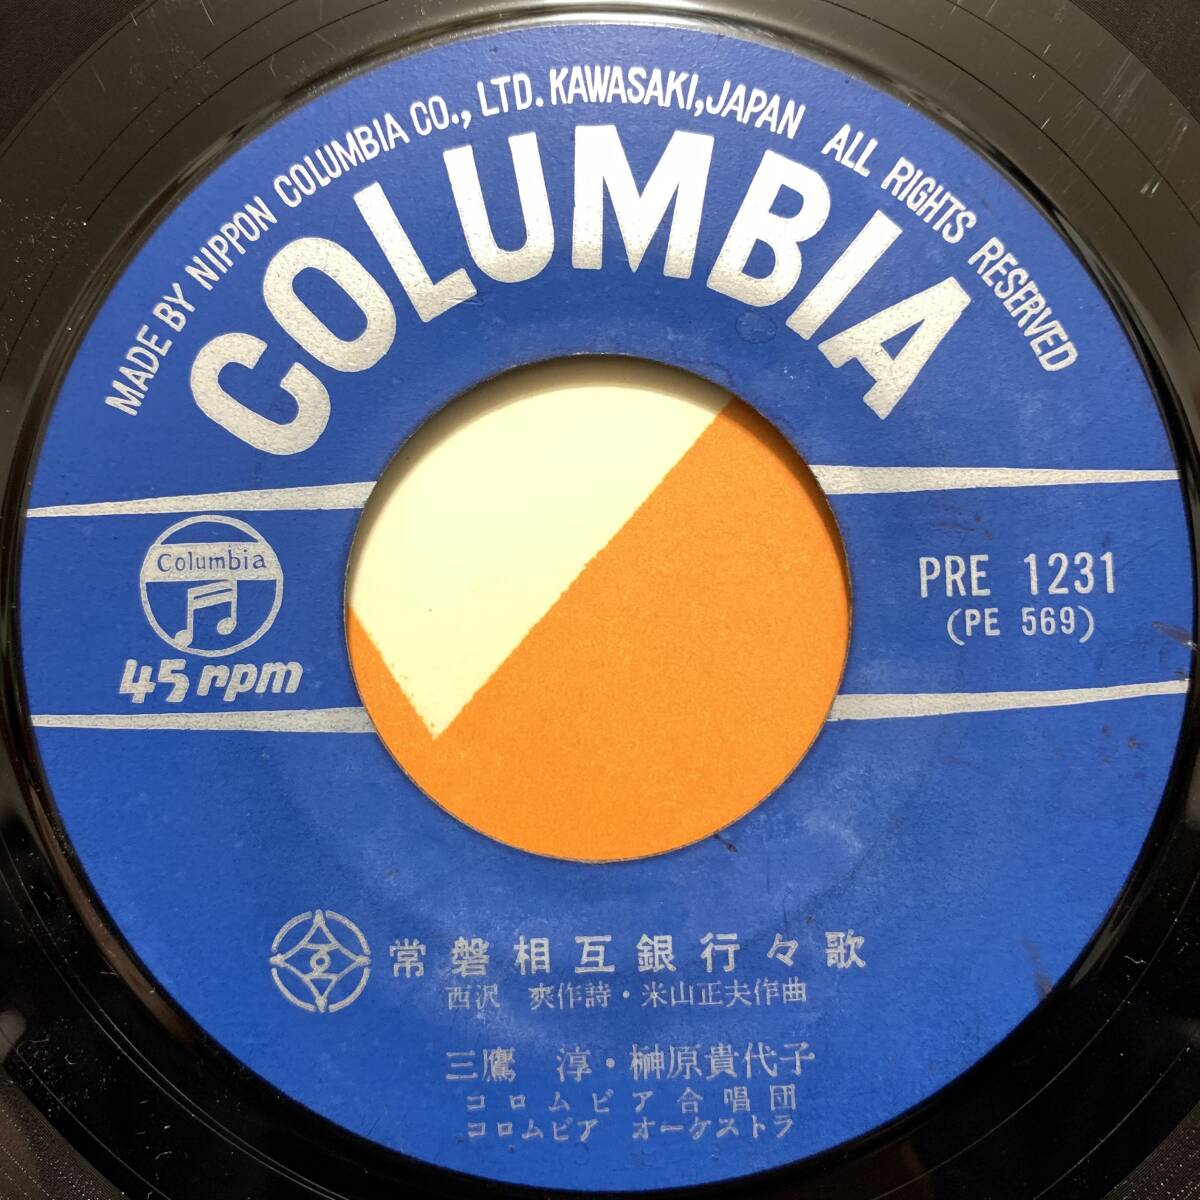 MADE BY NIPPON COLUMBIA CO., LTD. KAWASAKI, JAPAN ALL RIGHTS RESERVED
COLUMBIA
Columbia
45 rpm
PRE 1231
(PE 569)
常磐相互銀行々歌
西沢 爽作詩・米山正夫作曲
三鷹 淳・榊原貴代子
コロムビア合唱団
コロムビア オーケストラ